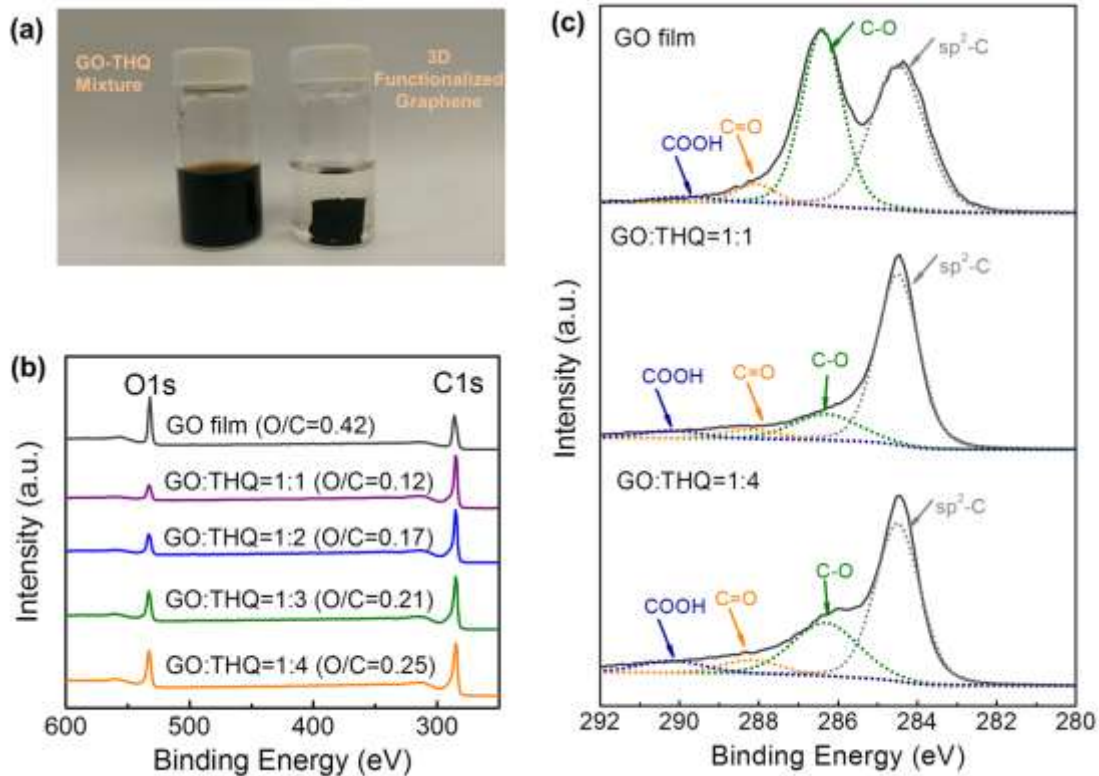 (a)
GO-THQ
Mixture
3D
Functionalized
Graphene
(b)
O1s
C1s
GO film (O/C=0.42)
GO:THQ=1:1 (O/C=0.12)
GO:THQ=1:2 (O/C=0.17)
GO:THQ=1:3 (O/C=0.21)
GO:THQ=1:4 (O/C=0.25)
Intensity (a.u.)
600 500 400 300
Binding Energy (eV)
(c)
GO film
C-O
sp²-C
C=O
COOH
GO:THQ=1:1
sp²-C
COOH
C=O
C-O
GO:THQ=1:4
sp²-C
C-O
COOH
C=O
Intensity (a.u.)
292 290 288 286 284 282 280
Binding Energy (eV)